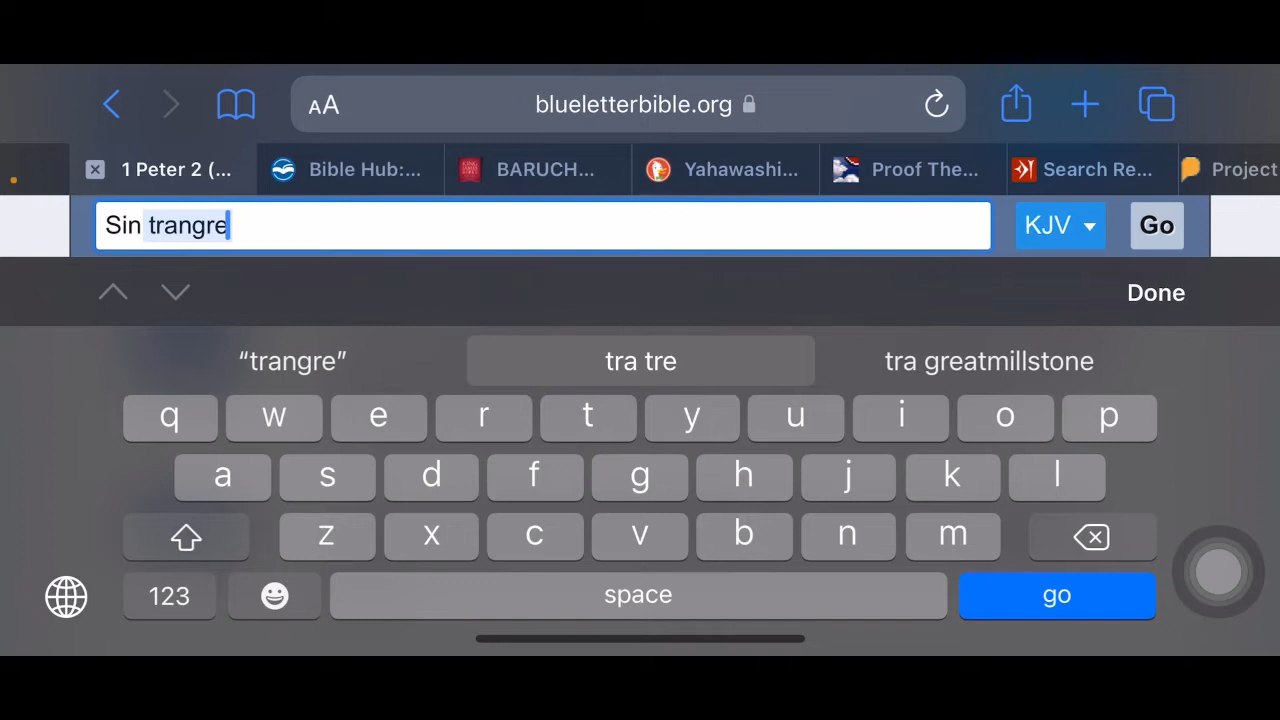 AA blueletterbible.org
1 Peter 2 (... Bible Hub:... BARUCH... Yahawashi... Proof The... Search Re... Project
Sin trangre KJV Go
Done
“trangre” tra tre tra greatmillstone
q w e r t y u i o p
a s d f g h j k l
z x c v b n m
123 space go